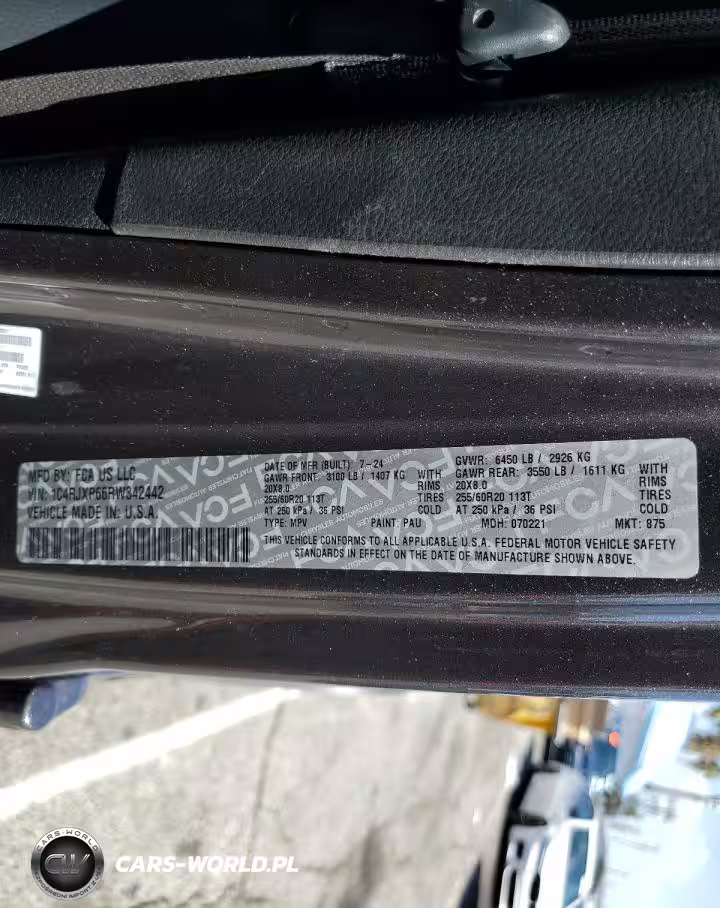 MFD BY: FCA US LLC
VIN: 1C4RJXP66RW342442
VEHICLE MADE IN: U.S.A.
DATE OF MFR (BUILT): 7-24
GAWR FRONT: 3100 LB / 1407 KG WITH
20X8.0 RIMS
255/60R20 113T TIRES
AT 250 kPa / 36 PSI COLD
TYPE: MPV PAINT: PAU
GVWR: 6450 LB / 2926 KG
GAWR REAR: 3550 LB / 1611 KG WITH
20X8.0 RIMS
255/60R20 113T TIRES
AT 250 kPa / 36 PSI COLD
MDH: 070221 MKT: 875
THIS VEHICLE CONFORMS TO ALL APPLICABLE U.S.A. FEDERAL MOTOR VEHICLE SAFETY
STANDARDS IN EFFECT ON THE DATE OF MANUFACTURE SHOWN ABOVE.
CARS-WORLD
CW
CARS-WORLD.PL